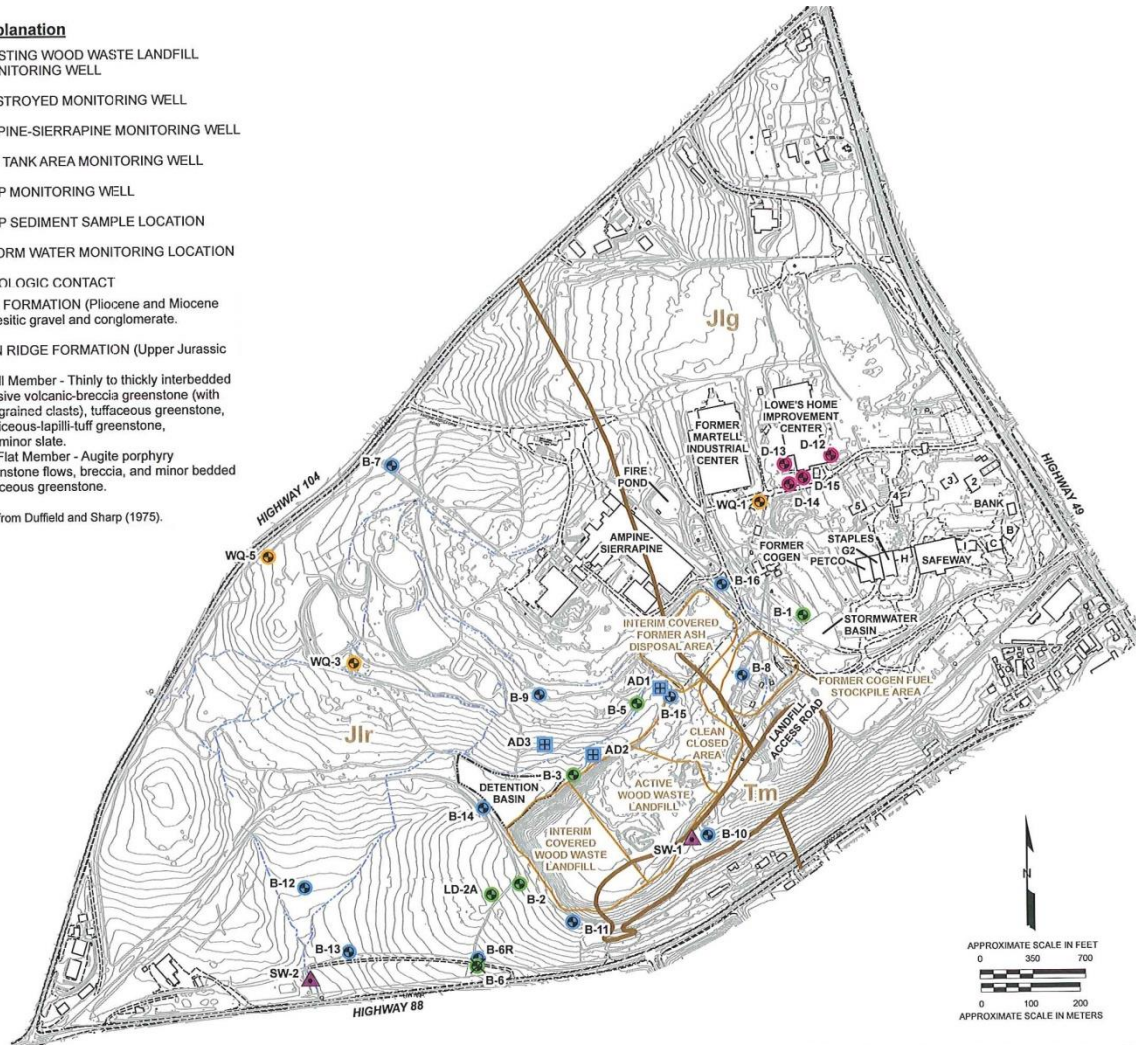 planation
STING WOOD WASTE LANDFILL
NITORING WELL
STROYED MONITORING WELL
PINE-SIERRAPINE MONITORING WELL
TANK AREA MONITORING WELL
P MONITORING WELL
P SEDIMENT SAMPLE LOCATION
ORM WATER MONITORING LOCATION
OLOGIC CONTACT
FORMATION (Pliocene and Miocene
esitic gravel and conglomerate.
N RIDGE FORMATION (Upper Jurassic
ll Member - Thinly to thickly interbedded
sive volcanic-breccia greenstone (with
grained clasts), tuffaceous greenstone,
iceous-lapilli-tuff greenstone,
minor slate.
Flat Member - Augite porphyry
nstone flows, breccia, and minor bedded
aceous greenstone.
from Duffield and Sharp (1975).
Jlg
LOWE'S HOME
IMPROVEMENT
CENTER
FORMER
MARTELL
INDUSTRIAL
CENTER
D-13
D-12
D-15
D-14
WQ-1
B-7
HIGHWAY 104
FIRE
POND
HIGHWAY 49
J
2
BANK
4
5
B
C
I
STAPLES
G2
PETCO
H
SAFEWAY
WQ-5
AMPINE-
SIERRAPINE
FORMER
COGEN
B-16
B-1
STORMWATER
BASIN
INTERIM COVERED
FORMER ASH
DISPOSAL AREA
WQ-3
B-8
FORMER COGEN FUEL
STOCKPILE AREA
AD1
B-9
B-5
B-15
LANDFILL
ACCESS ROAD
Jlr
CLEAN
CLOSED
AREA
AD3
AD2
B-3
DETENTION
BASIN
ACTIVE
WOOD WASTE
LANDFILL
Tm
B-14
INTERIM
COVERED
WOOD WASTE
LANDFILL
SW-1
B-10
B-12
LD-2A
B-2
B-11
B-13
B-6R
B-6
SW-2
HIGHWAY 88
N
APPROXIMATE SCALE IN FEET
0 350 700
0 100 200
APPROXIMATE SCALE IN METERS